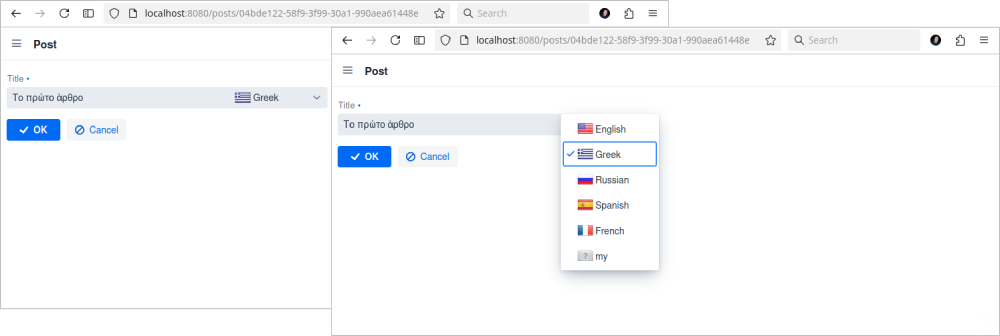 localhost:8080/posts/04bde122-58f9-3f99-30a1-990aea61448e
Search
Post
Title •
Το πρώτο άρθρο
Greek
OK
Cancel
localhost:8080/posts/04bde122-58f9-3f99-30a1-990aea61448e
Search
Post
Title •
Το πρώτο άρθρο
OK
Cancel
English
Greek
Russian
Spanish
French
? my